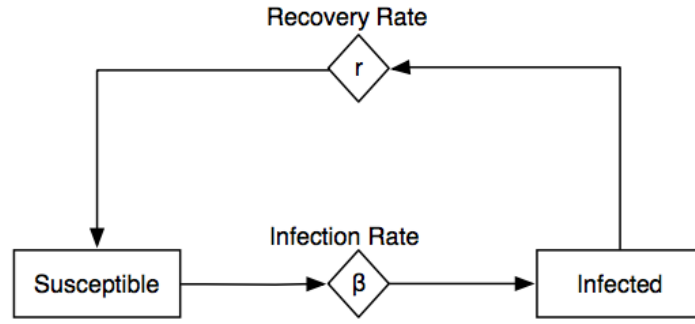 Recovery Rate
r
Infection Rate
Susceptible
β
Infected